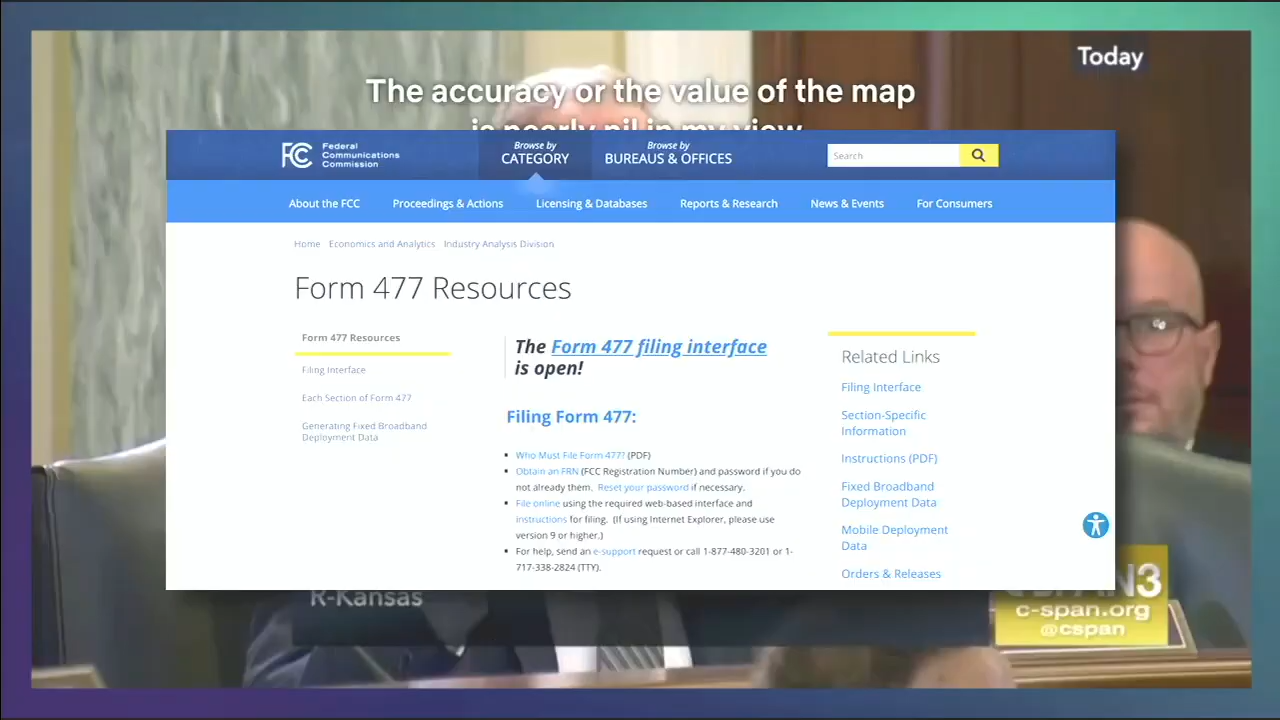 Today
The accuracy or the value of the map
is nearly nil in my view
FCC
Federal
Communications
Commission
Browse by
CATEGORY
Browse by
BUREAUS & OFFICES
Search
About the FCC
Proceedings & Actions
Licensing & Databases
Reports & Research
News & Events
For Consumers
Home Economics and Analytics Industry Analysis Division
Form 477 Resources
Form 477 Resources
Filing Interface
Each Section of Form 477
Generating Fixed Broadband
Deployment Data
The Form 477 filing interface
is open!
Filing Form 477:
Who Must File Form 477? (PDF)
Obtain an FRN (FCC Registration Number) and password if you do
not already them. Reset your password if necessary.
File online using the required web-based interface and
instructions for filing. (If using Internet Explorer, please use
version 9 or higher.)
For help, send an e-support request or call 1-877-480-3201 or 1-
717-338-2824 (TTY).
Related Links
Filing Interface
Section-Specific
Information
Instructions (PDF)
Fixed Broadband
Deployment Data
Mobile Deployment
Data
Orders & Releases
R-Kansas
c-span.org
@cspan